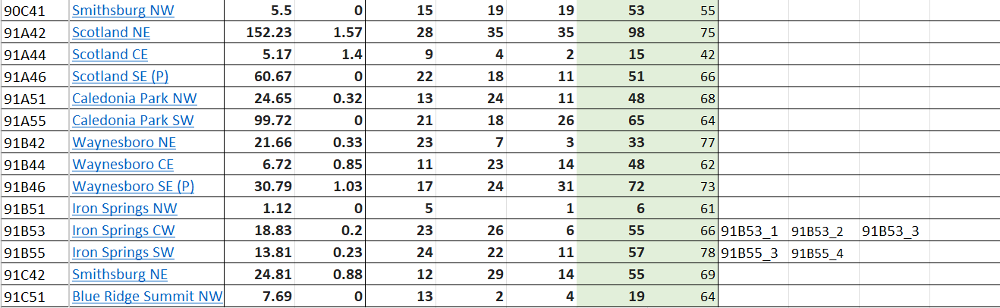 90C41 Smithsburg NW 5.5 0 15 19 19 53 55
91A42 Scotland NE 152.23 1.57 28 35 35 98 75
91A44 Scotland CE 5.17 1.4 9 4 2 15 42
91A46 Scotland SE (P) 60.67 0 22 18 11 51 66
91A51 Caledonia Park NW 24.65 0.32 13 24 11 48 68
91A55 Caledonia Park SW 99.72 0 21 18 26 65 64
91B42 Waynesboro NE 21.66 0.33 23 7 3 33 77
91B44 Waynesboro CE 6.72 0.85 11 23 14 48 62
91B46 Waynesboro SE (P) 30.79 1.03 17 24 31 72 73
91B51 Iron Springs NW 1.12 0 5 1 6 61
91B53 Iron Springs CW 18.83 0.2 23 26 6 55 66 91B53_1 91B53_2 91B53_3
91B55 Iron Springs SW 13.81 0.23 24 22 11 57 78 91B55_3 91B55_4
91C42 Smithsburg NE 24.81 0.88 12 29 14 55 69
91C51 Blue Ridge Summit NW 7.69 0 13 2 4 19 64